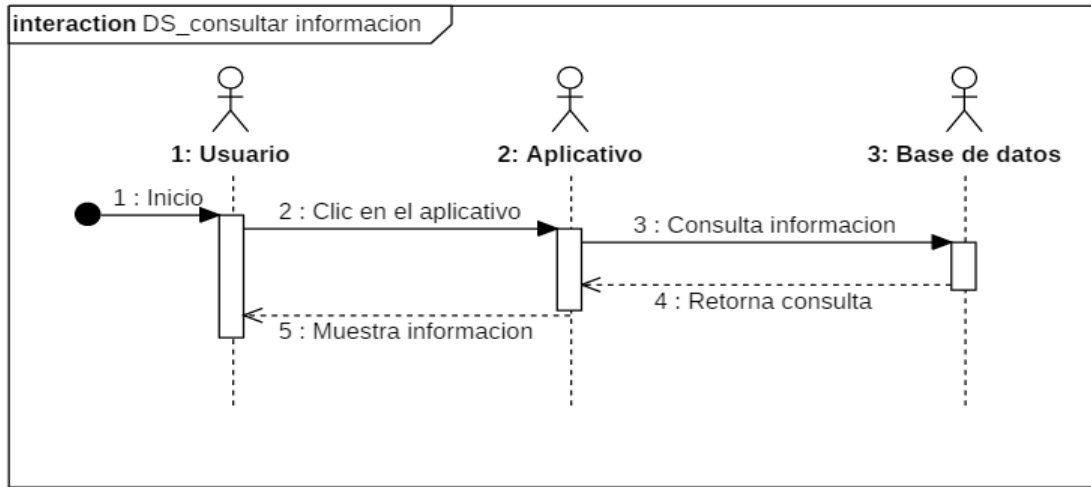 interaction DS_consultar informacion
1: Usuario
2: Aplicativo
3: Base de datos
1 : Inicio
2 : Clic en el aplicativo
3 : Consulta informacion
4 : Retorna consulta
5 : Muestra informacion